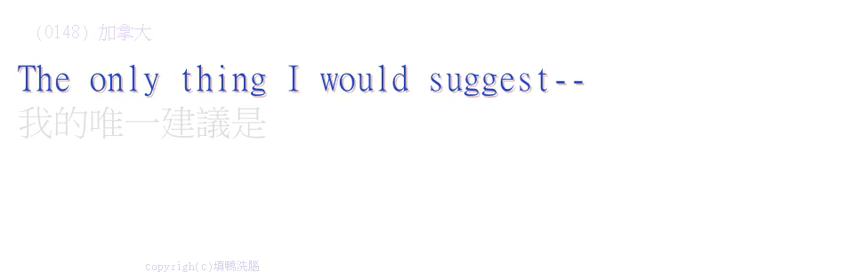 (0148) 加拿大
The only thing I would suggest--
我的唯一建議是
Copyrigh(c)填鴨洗腦